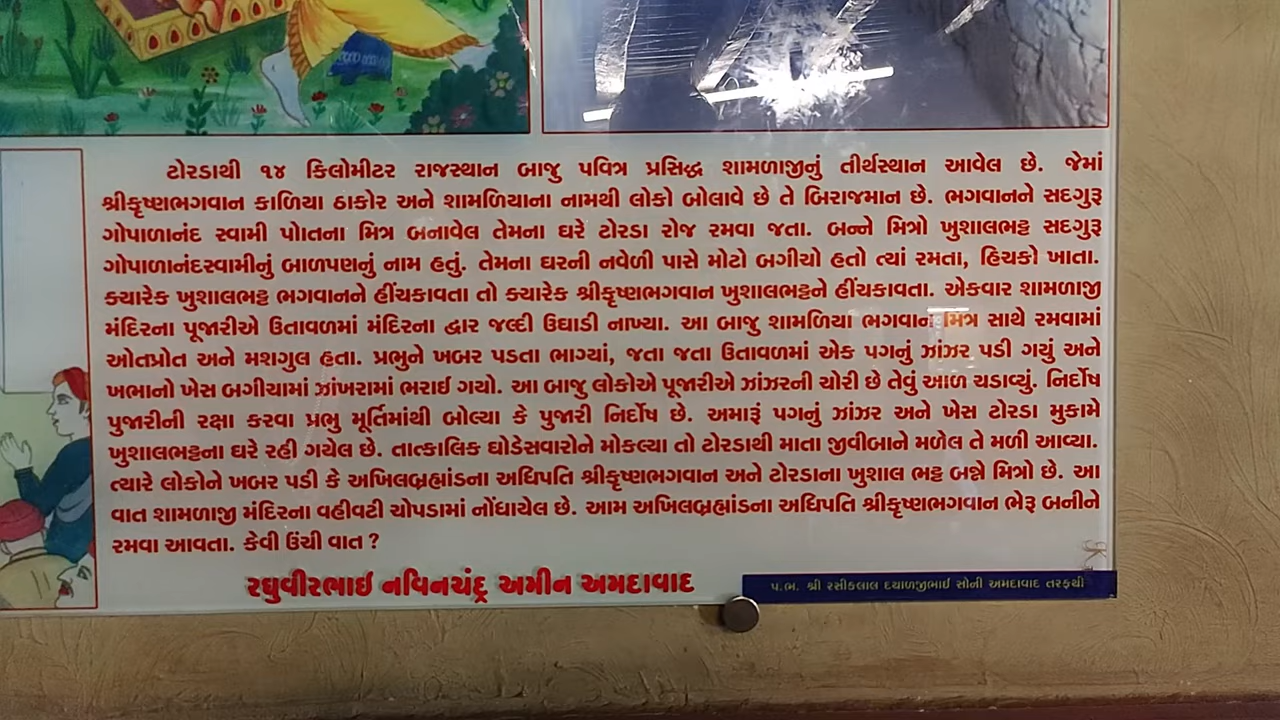 ટોરડાથી ૧૪ કિલોમીટર રાજસ્થાન બાજુ પવિત્ર પ્રસિદ્ધ શામળાજીનું તીર્થસ્થાન આવેલ છે. જેમાં
શ્રીકૃષ્ણભગવાન કાળિયા ઠાકોર અને શામળિયાના નામથી લોકો બોલાવે છે તે બિરાજમાન છે. ભગવાનને સદગુરૂ
ગોપાળાનંદ સ્વામી પોતના મિત્ર બનાવેલ તેમના ઘરે ટોરડા રોજ રમવા જતા. બન્ને મિત્રો ખુશાલભટ્ટ સદગુરૂ
ગોપાળાનંદસ્વામીનું બાળપણનું નામ હતું. તેમના ઘરની નવેળી પાસે મોટો બગીચો હતો ત્યાં રમતા, હિચકો ખાતા.
ક્યારેક ખુશાલભટ્ટ ભગવાનને હીંચકાવતા તો ક્યારેક શ્રીકૃષ્ણભગવાન ખુશાલભટ્ટને હીંચકાવતા. એકવાર શામળાજી
મંદિરના પૂજારીએ ઉતાવળમાં મંદિરના દ્વાર જલ્દી ઉઘાડી નાખ્યા. આ બાજુ શામળિયા ભગવાન મિત્ર સાથે રમવામાં
ઓતપ્રોત અને મશગુલ હતા. પ્રભુને ખબર પડતા ભાગ્યાં, જતા જતા ઉતાવળમાં એક પગનું ઝાંઝર પડી ગયું અને
ખભાનો ખેસ બગીચામાં ઝાંખરામાં ભરાઈ ગયો. આ બાજુ લોકોએ પૂજારીએ ઝાંઝરની ચોરી છે તેવું આળ ચડાવ્યું. નિર્દોષ
પુજારીની રક્ષા કરવા પ્રભુ મૂર્તિમાંથી બોલ્યા કે પુજારી નિર્દોષ છે. અમારૂં પગનું ઝાંઝર અને ખેસ ટોરડા મુકામે
ખુશાલભટ્ટના ઘરે રહી ગયેલ છે. તાત્કાલિક ઘોડેસવારોને મોકલ્યા તો ટોરડાથી માતા જીવીબાને મળેલ તે મળી આવ્યા.
ત્યારે લોકોને ખબર પડી કે અખિલબ્રહ્માંડના અધિપતિ શ્રીકૃષ્ણભગવાન અને ટોરડાના ખુશાલ ભટ્ટ બન્ને મિત્રો છે. આ
વાત શામળાજી મંદિરના વહીવટી ચોપડામાં નોંધાયેલ છે. આમ અખિલબ્રહ્માંડના અધિપતિ શ્રીકૃષ્ણભગવાન ભેરૂ બનીને
રમવા આવતા. કેવી ઉંચી વાત ?
રઘુવીરભાઈ નવિનચંદ્ર અમીન અમદાવાદ
પ.ભ. શ્રી રસીકલાલ દયાળજીભાઈ સોની અમદાવાદ તરફથી